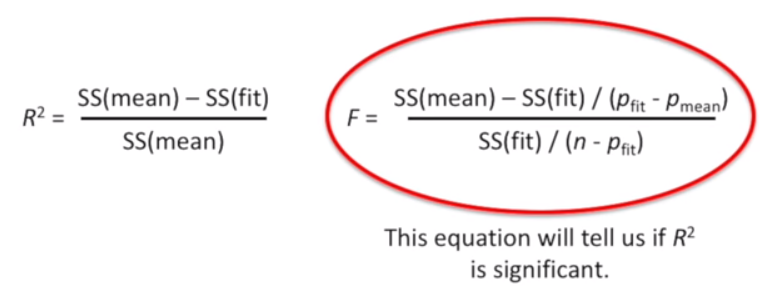 R² = SS(mean) – SS(fit) / SS(mean)
F = SS(mean) – SS(fit) / (p_fit - p_mean) / SS(fit) / (n - p_fit)
This equation will tell us if R²
is significant.